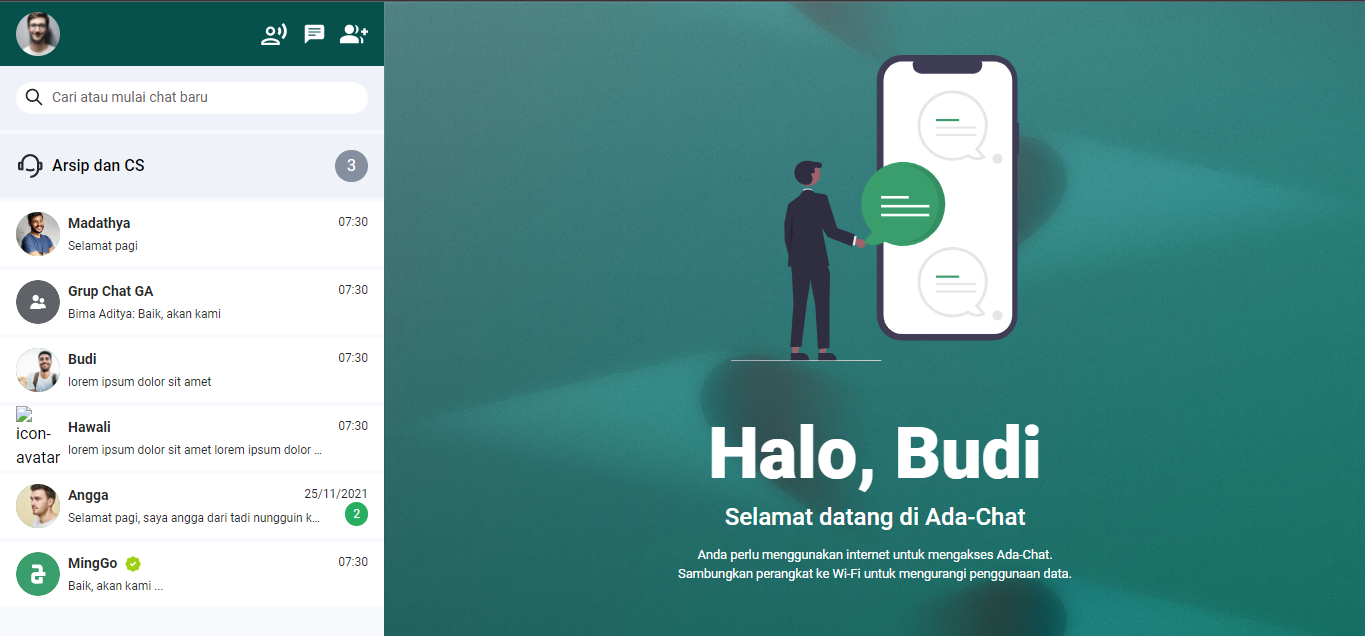 Cari atau mulai chat baru
Arsip dan CS 3
Madathya 07:30
Selamat pagi
Grup Chat GA 07:30
Bima Aditya: Baik, akan kami
Budi 07:30
lorem ipsum dolor sit amet
icon-
avatar
Hawali 07:30
lorem ipsum dolor sit amet lorem ipsum dolor ...
Angga 25/11/2021
Selamat pagi, saya angga dari tadi nungguin k... 2
MingGo 07:30
Baik, akan kami ...
Halo, Budi
Selamat datang di Ada-Chat
Anda perlu menggunakan internet untuk mengakses Ada-Chat.
Sambungkan perangkat ke Wi-Fi untuk mengurangi penggunaan data.